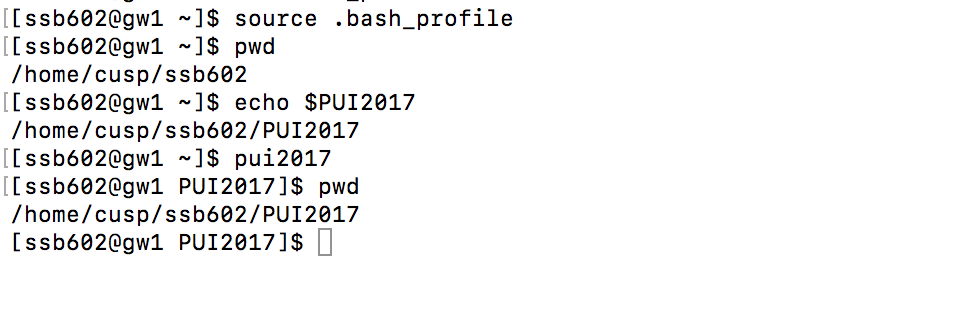 [[ssb602@gw1 ~]$ source .bash_profile
[[ssb602@gw1 ~]$ pwd
/home/cusp/ssb602
[[ssb602@gw1 ~]$ echo $PUI2017
/home/cusp/ssb602/PUI2017
[[ssb602@gw1 ~]$ pui2017
[[ssb602@gw1 PUI2017]$ pwd
/home/cusp/ssb602/PUI2017
[ssb602@gw1 PUI2017]$